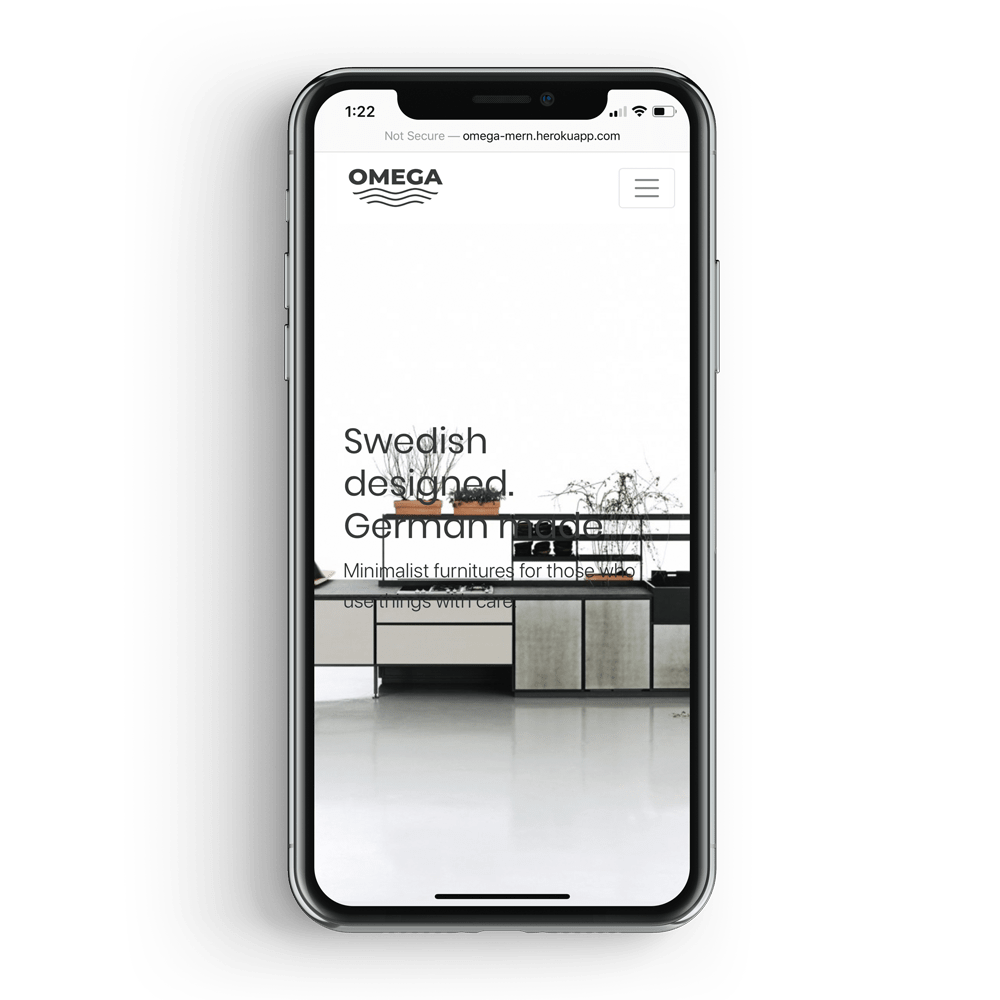 1:22
Not Secure — omega-mern.herokuapp.com
OMEGA
Swedish
designed.
German made
Minimalist furnitures for those who
use things with care.